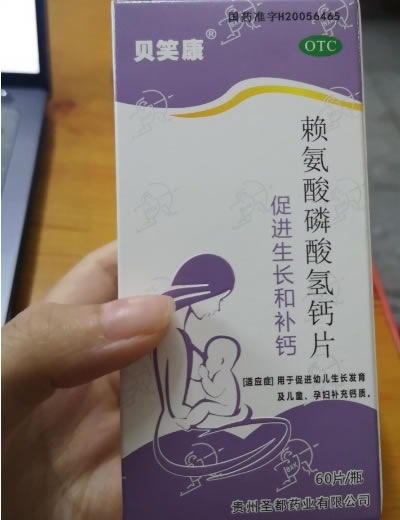 国药准字H20056465
贝笑康®
OTC
赖氨酸磷酸氢钙片
促进生长和补钙
[适应症] 用于促进幼儿生长发育
及儿童、孕妇补充钙质。
60片/瓶
贵州圣都药业有限公司